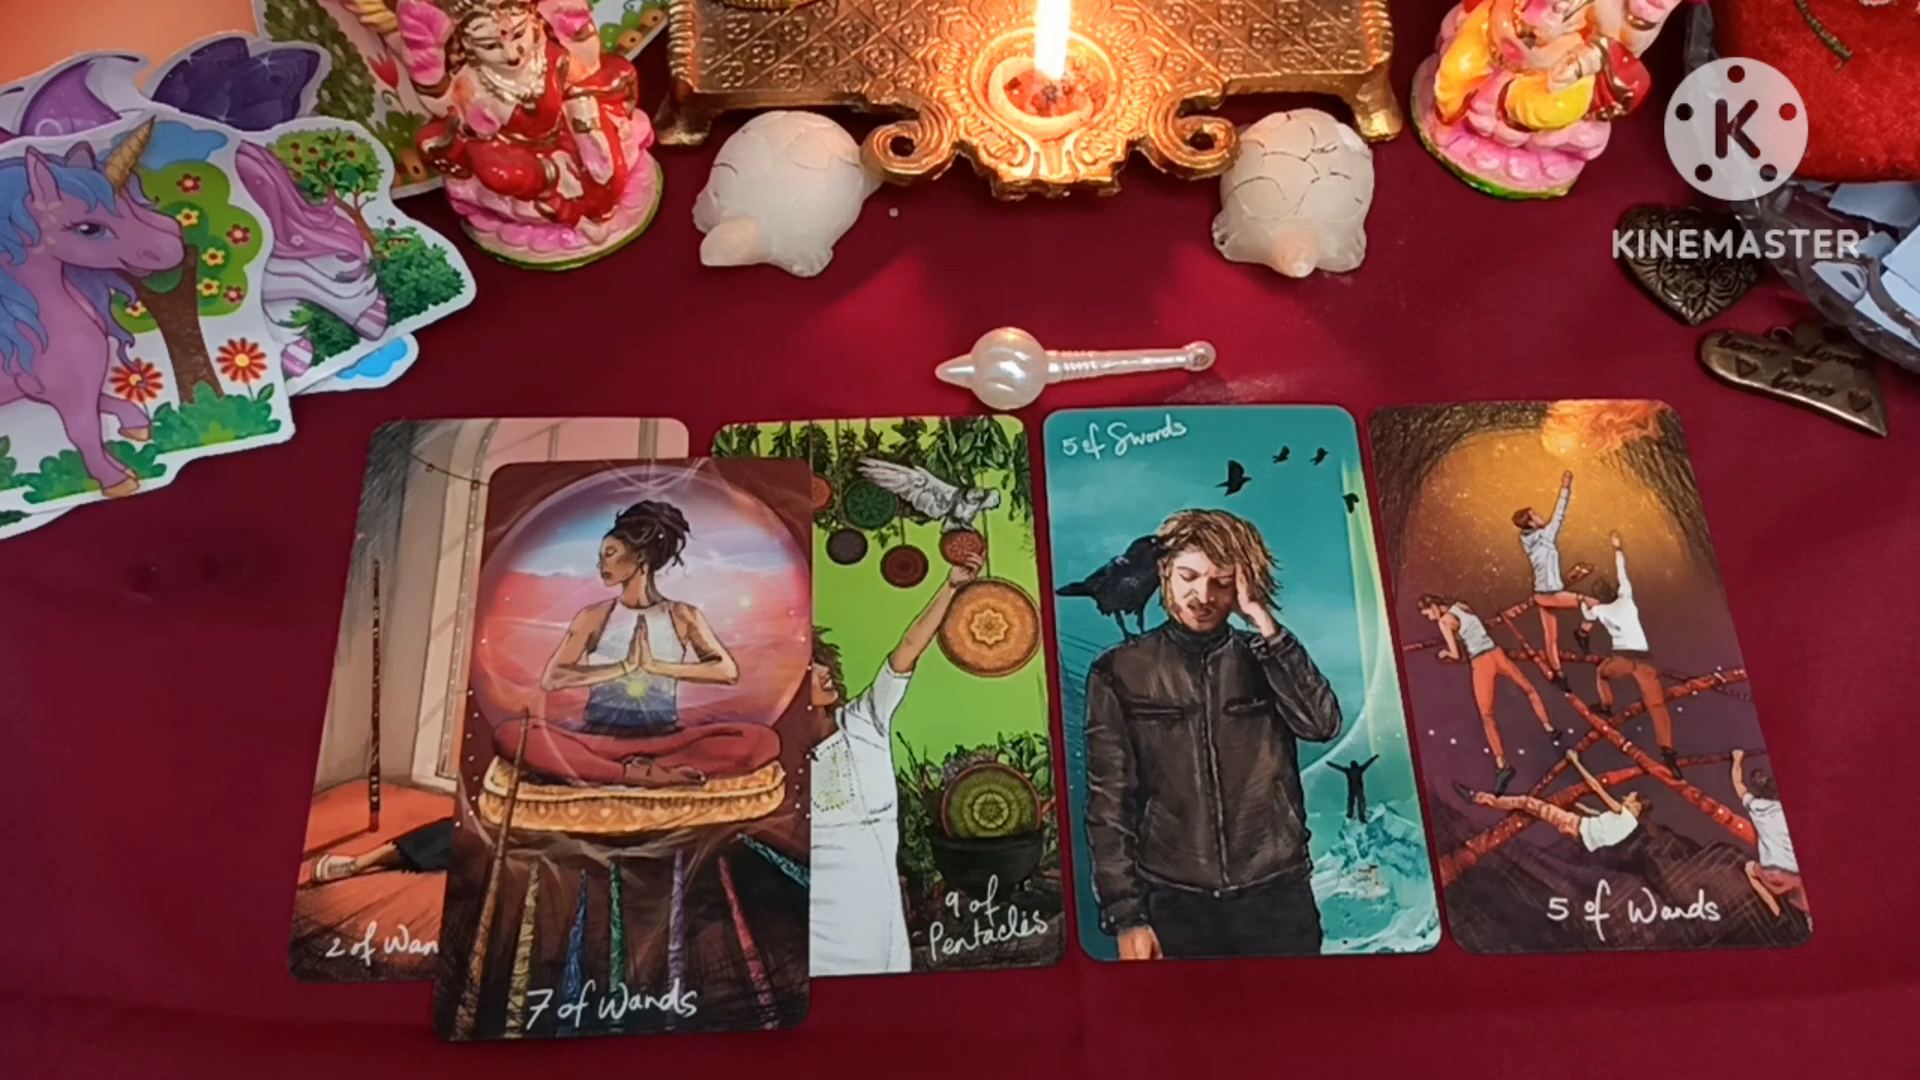 K
KINEMASTER
5 of Swords
2 of Wan
7 of Wands
9 of
Pentacles
5 of Wands